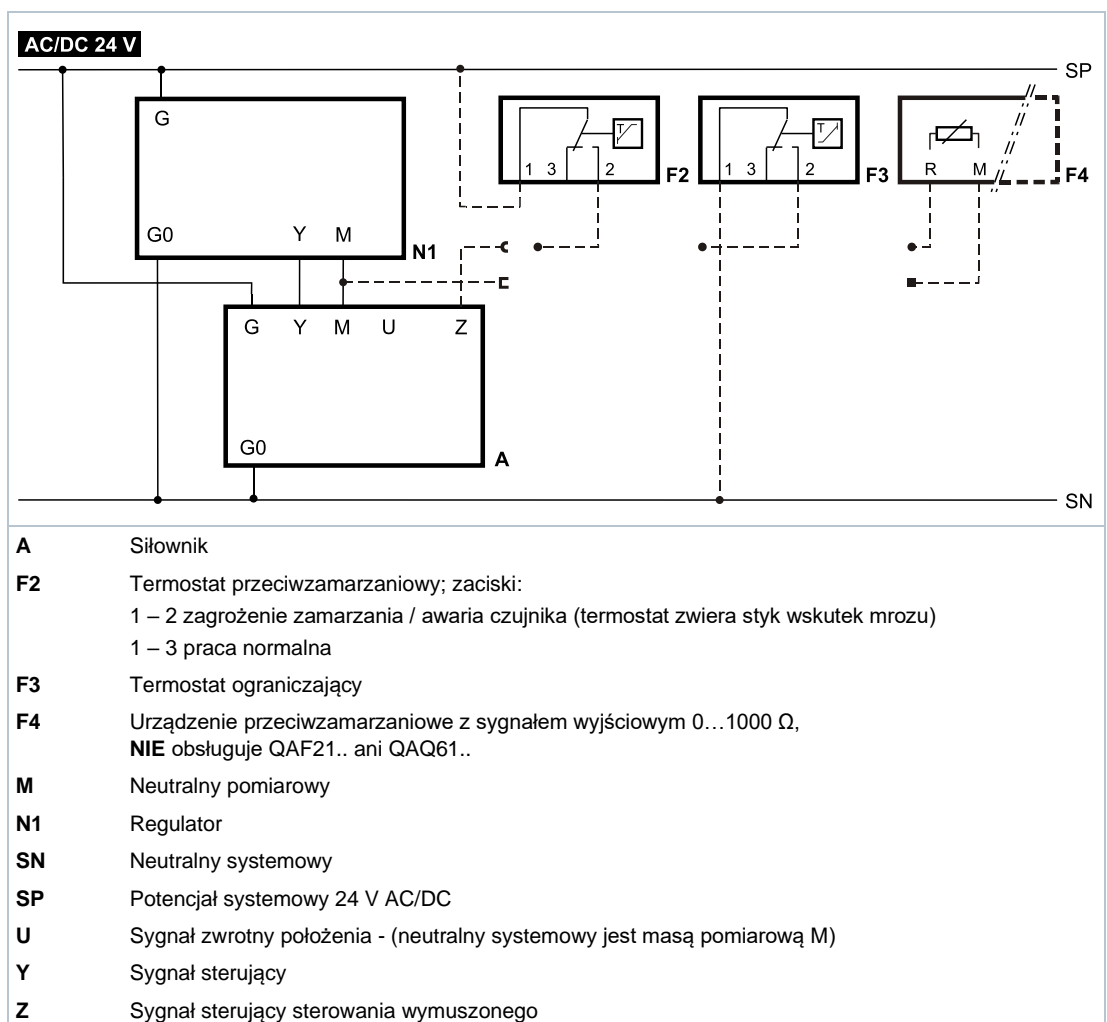 AC/DC 24 V
SP
G
G0 Y M
N1
1 3 2
F2
1 3 2
F3
R M
F4
G Y M U Z
G0
A
SN
A Siłownik
F2 Termostat przeciwzamarzaniowy; zaciski:
1 – 2 zagrożenie zamarzania / awaria czujnika (termostat zwiera styk wskutek mrozu)
1 – 3 praca normalna
F3 Termostat ograniczający
F4 Urządzenie przeciwzamarzaniowe z sygnałem wyjściowym 0…1000 Ω,
NIE obsługuje QAF21.. ani QAQ61..
M Neutralny pomiarowy
N1 Regulator
SN Neutralny systemowy
SP Potencjał systemowy 24 V AC/DC
U Sygnał zwrotny położenia - (neutralny systemowy jest masą pomiarową M)
Y Sygnał sterujący
Z Sygnał sterujący sterowania wymuszonego